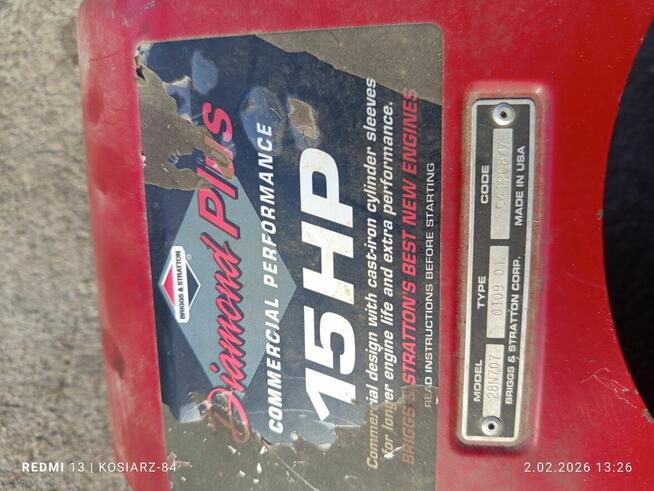 BRIGGS & STRATTON
Diamond Plus
COMMERCIAL PERFORMANCE
15 HP
Commercial design with cast-iron cylinder sleeves
for longer engine life and extra performance.
BRIGGS & STRATTON'S BEST NEW ENGINES
READ INSTRUCTIONS BEFORE STARTING
MODEL TYPE CODE
28N707 0109 01
BRIGGS & STRATTON CORP. MADE IN USA
REDMI 13 | KOSIARZ-84
2.02.2026 13:26